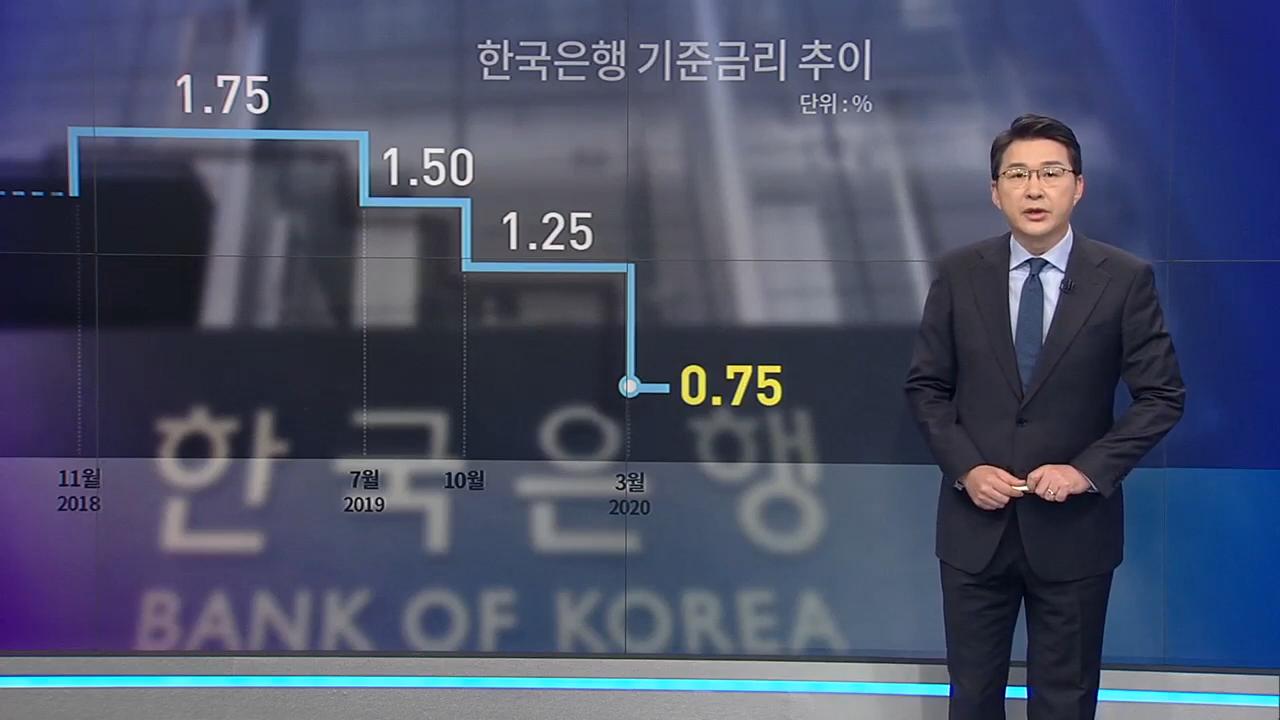 한국은행 기준금리 추이
단위 : %
1.75
1.50
1.25
0.75
11월
2018
7월
2019
10월
3월
2020
한국은행
BANK OF KOREA